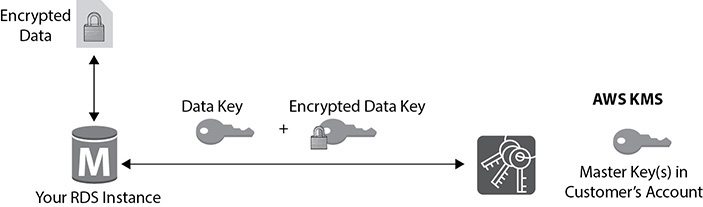 Encrypted
Data
Data Key
+
Encrypted Data Key
AWS KMS
M
Your RDS Instance
Master Key(s) in
Customer's Account